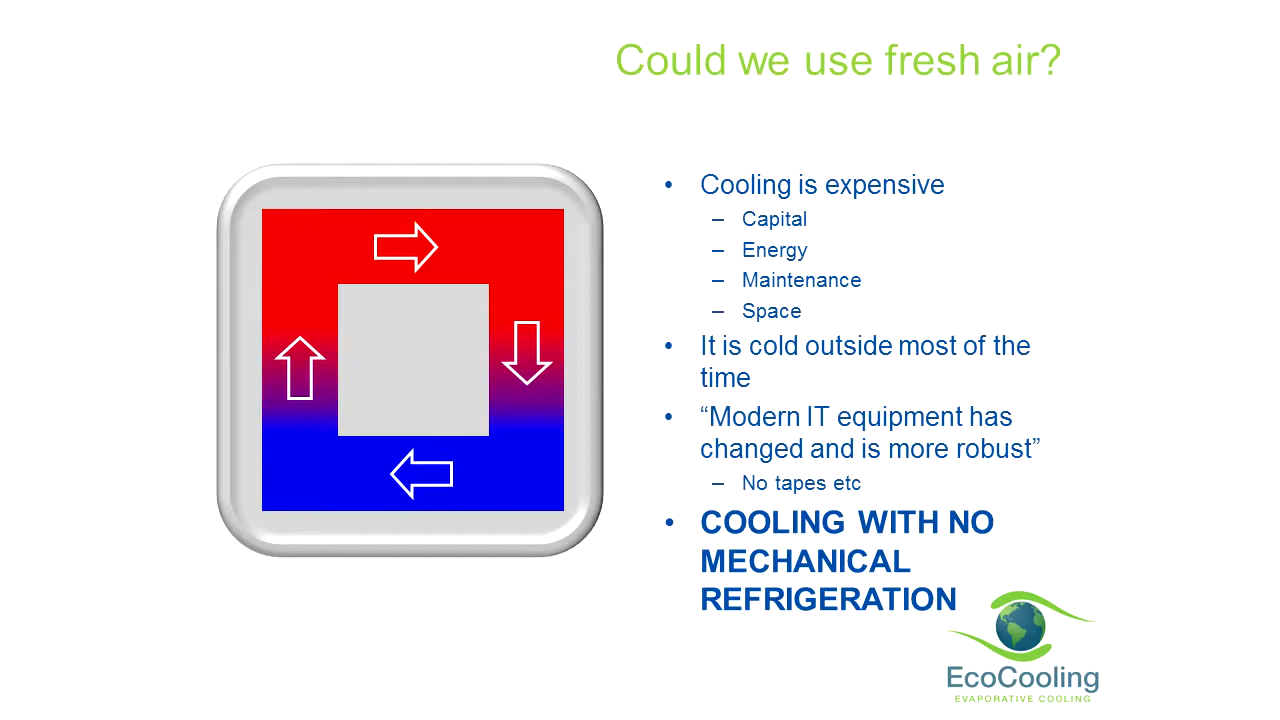 Could we use fresh air?
• Cooling is expensive
– Capital
– Energy
– Maintenance
– Space
• It is cold outside most of the
time
• “Modern IT equipment has
changed and is more robust”
– No tapes etc
• COOLING WITH NO
MECHANICAL
REFRIGERATION
EcoCooling
EVAPORATIVE COOLING